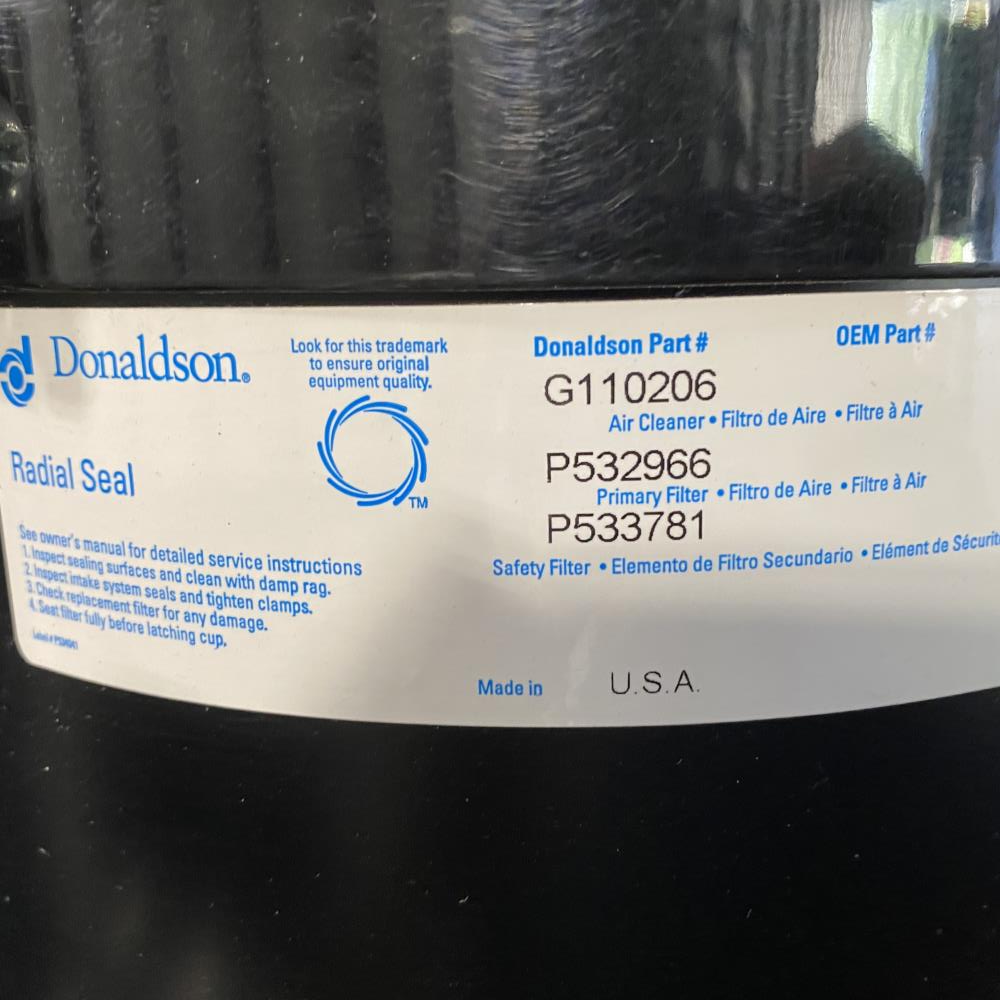 Donaldson®
Radial Seal
Look for this trademark
to ensure original
equipment quality.
TM
See owner's manual for detailed service instructions
1. Inspect sealing surfaces and clean with damp rag.
2. Inspect intake system seals and tighten clamps.
3. Check replacement filter for any damage.
4. Seat filter fully before latching cup.
Label #
Donaldson Part #
OEM Part #
G110206
Air Cleaner • Filtro de Aire • Filtre à Air
P532966
Primary Filter • Filtro de Aire • Filtre à Air
P533781
Safety Filter • Elemento de Filtro Secundario • Elément de Sécurit
Made in U.S.A.